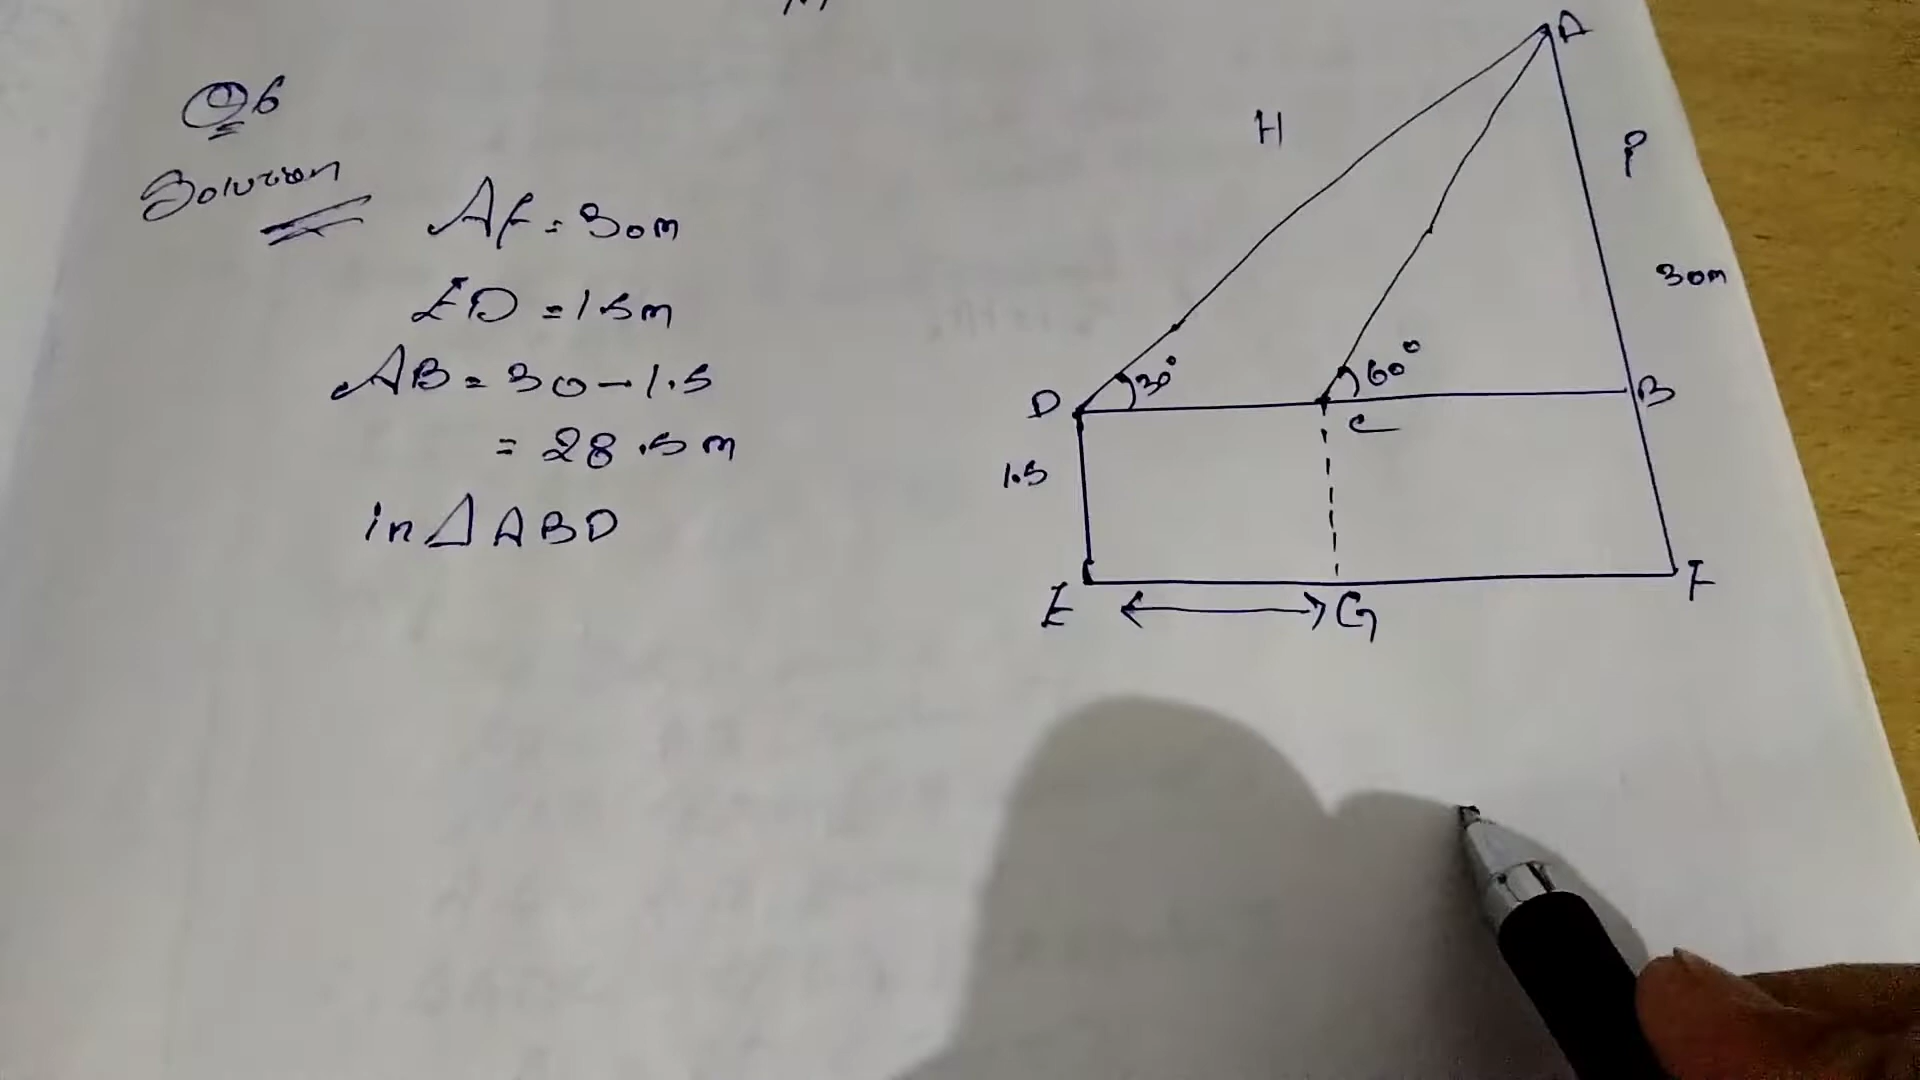 Q6
Solution
AF = 30m
ED = 1.5m
AB = 30 - 1.5
= 28.5m
in △ ABD
A
H
P
30m
D
30°
60°
B
C
1.5
E
G
F